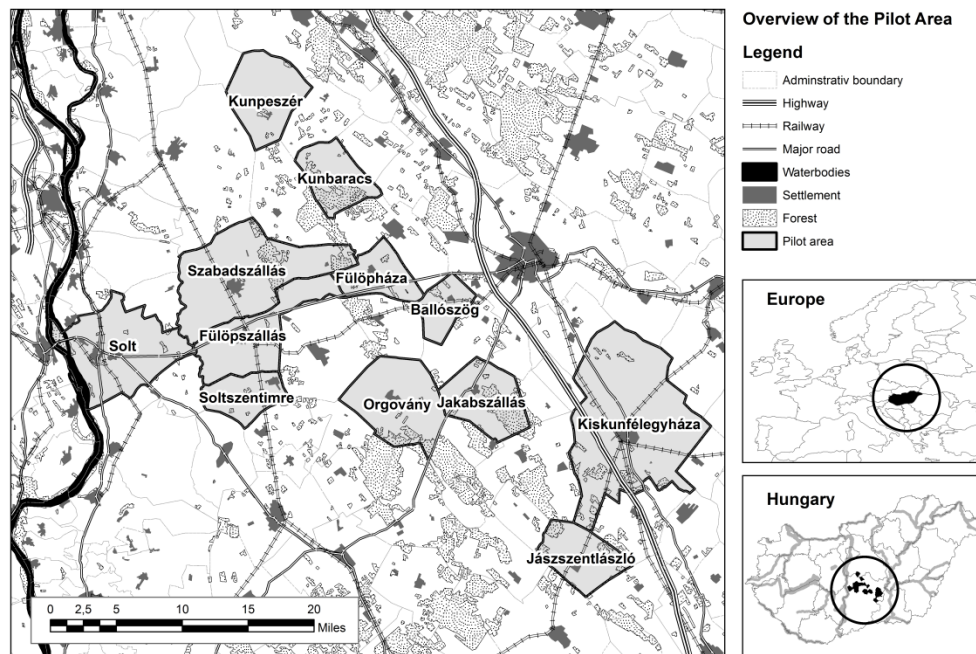 Kunpeszér
Kunbaracs
Szabadszállás
Fülöpháza
Ballószög
Solt
Fülöpszállás
Soltszentimre
Orgovány
Jakabszállás
Kiskunfélegyháza
Jászszentlászló
0 2,5 5 10 15 20
Miles
Overview of the Pilot Area
Legend
Adminstrativ boundary
Highway
Railway
Major road
Waterbodies
Settlement
Forest
Pilot area
Europe
Hungary